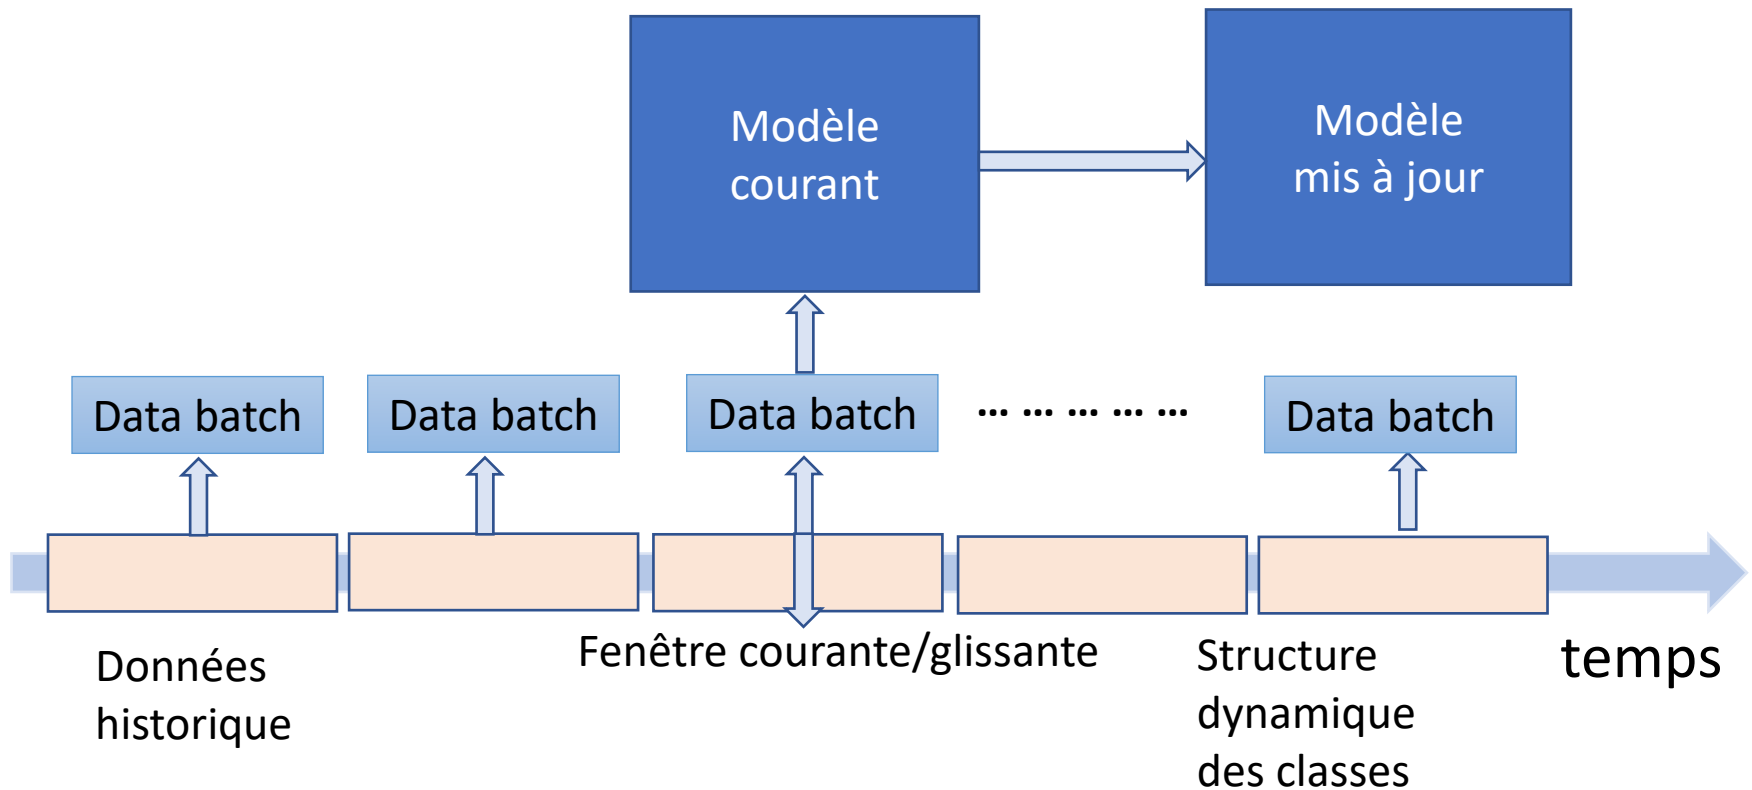 Modèle
courant
Modèle
mis à jour
Data batch
Data batch
Data batch
... ... ... ... ...
Data batch
Données
historique
Fenêtre courante/glissante
Structure
dynamique
des classes
temps